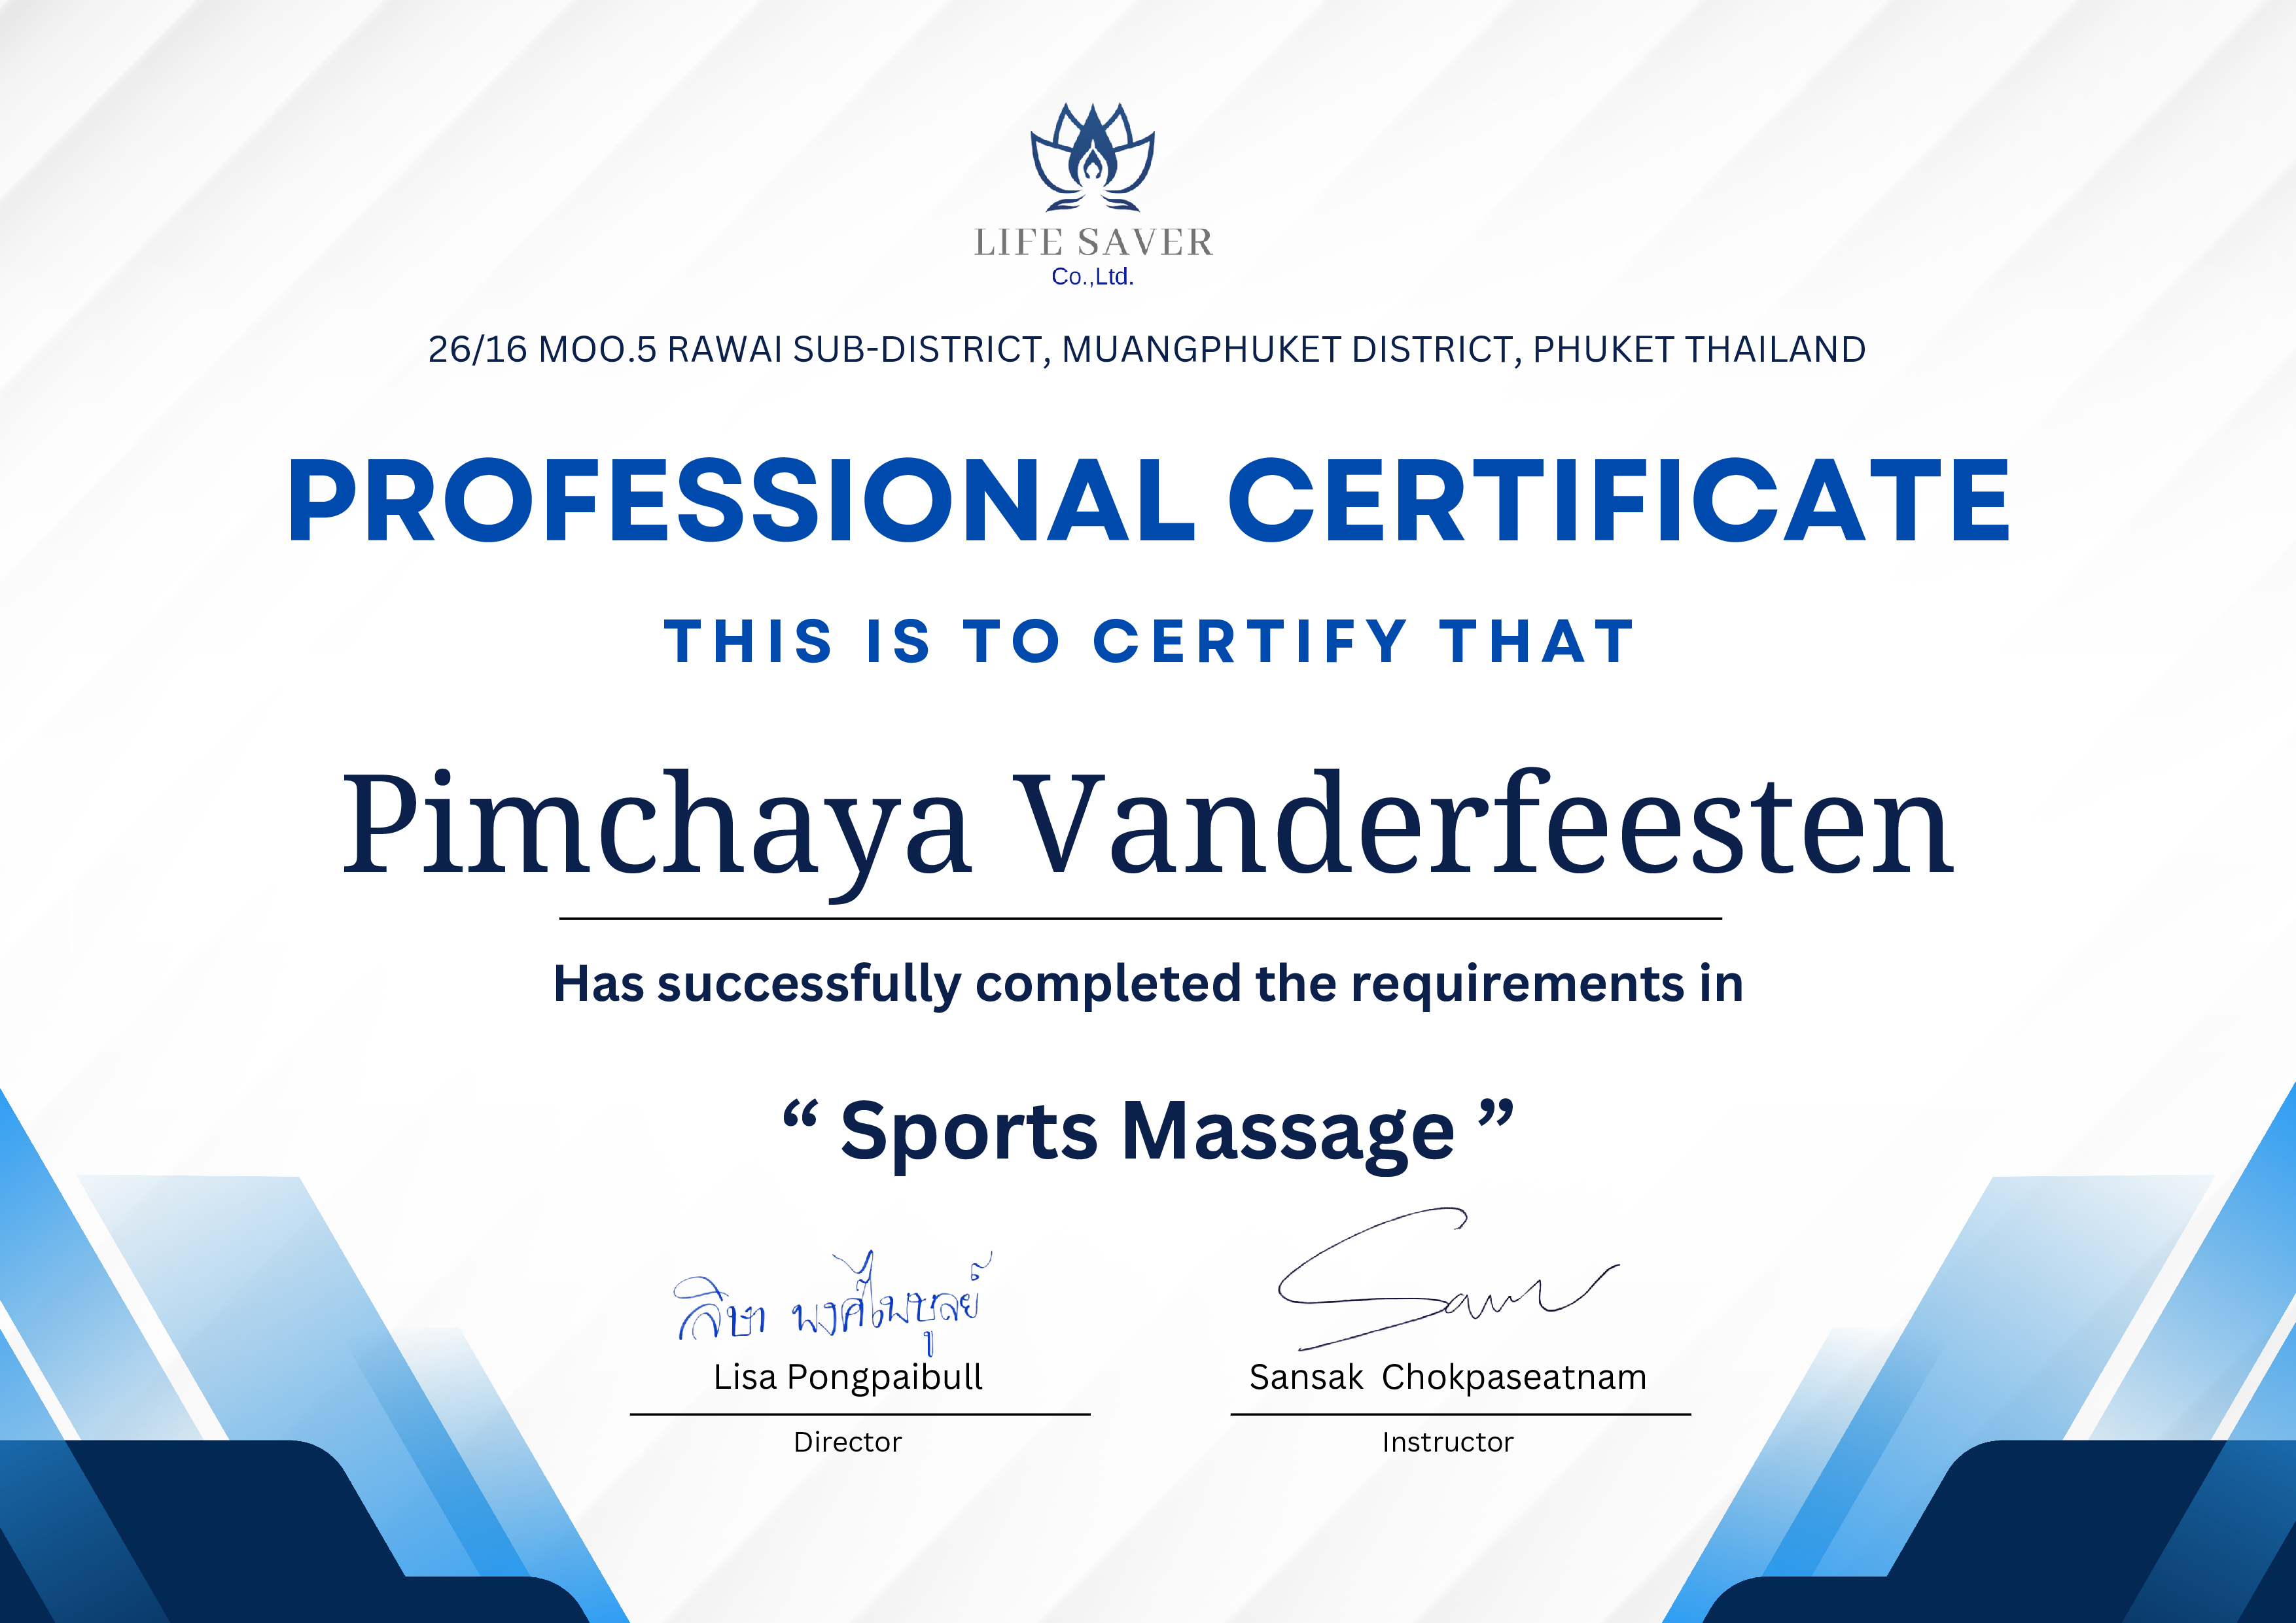 LIFE SAVER
Co.,Ltd.
26/16 MOO.5 RAWAI SUB-DISTRICT, MUANGPHUKET DISTRICT, PHUKET THAILAND
PROFESSIONAL CERTIFICATE
THIS IS TO CERTIFY THAT
Pimchaya Vanderfeesten
Has successfully completed the requirements in
“ Sports Massage ”
ลิษา พงศ์ไพบูลย์
Sam
Lisa Pongpaibull
Sansak Chokpaseatnam
Director
Instructor